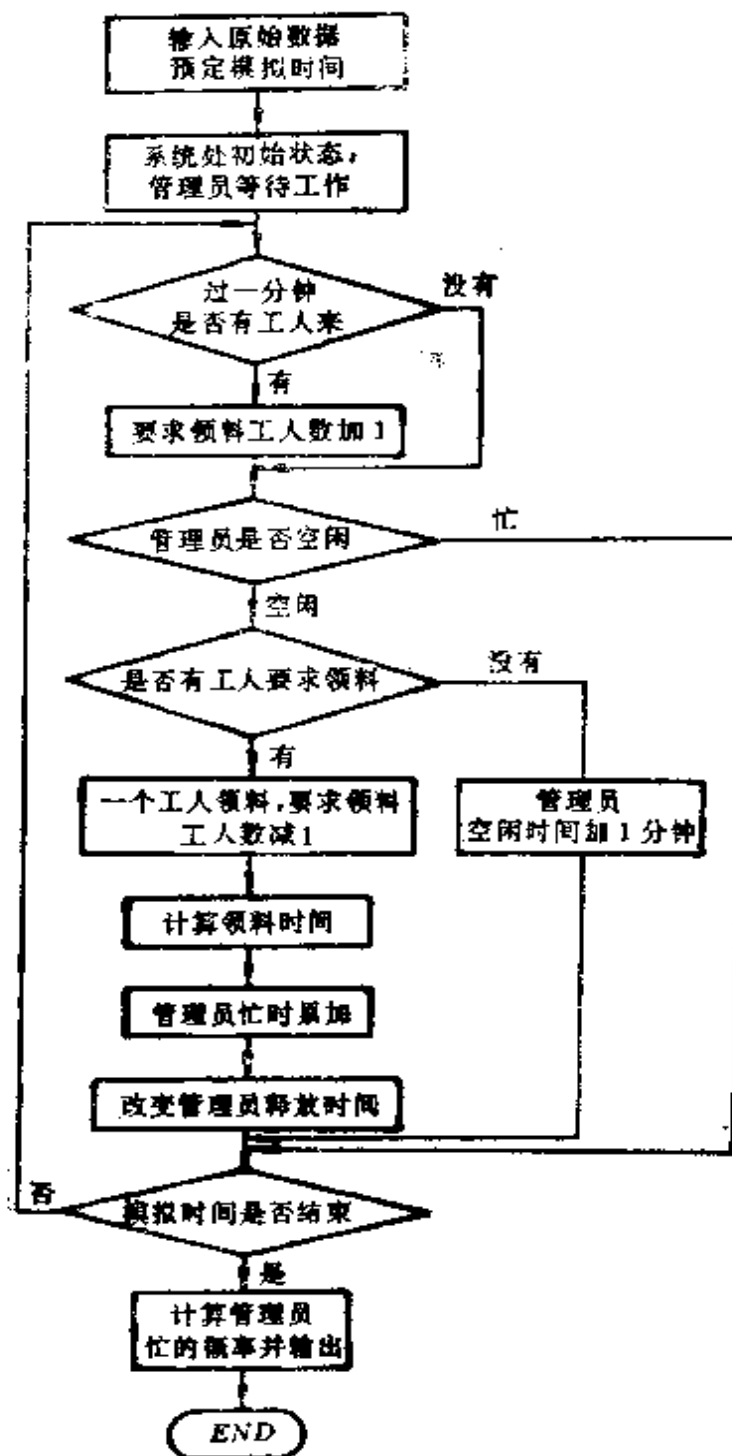 输入原始数据
预定模拟时间
系统处初始状态，
管理员等待工作
过一分钟
是否有工人来
没有
有
要求领料工人数加1
管理员是否空闲
忙
空闲
是否有工人要求领料
没有
有
一个工人领料，要求领料
工人数减1
管理员
空闲时间加1分钟
计算领料时间
管理员忙时累加
改变管理员释放时间
否
模拟时间是否结束
是
计算管理员
忙的概率并输出
END